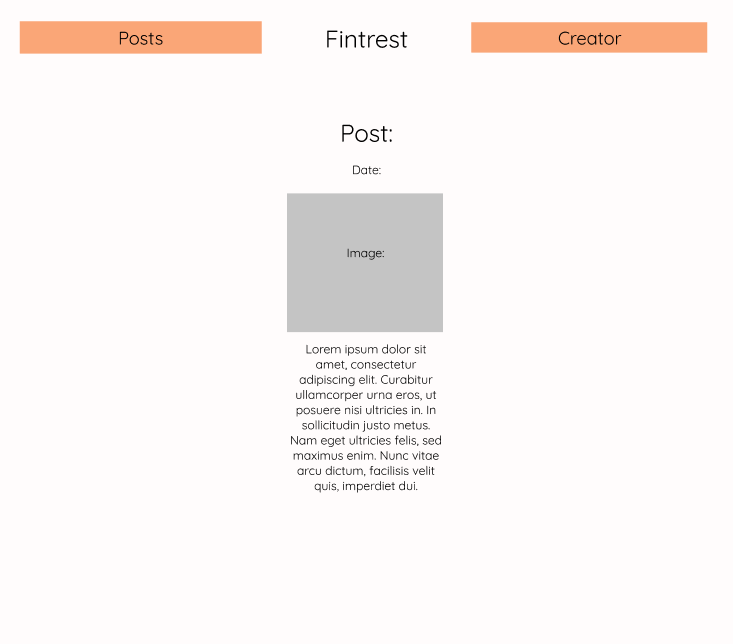 Posts
Fintrest
Creator
Post:
Date:
Image:
Lorem ipsum dolor sit
amet, consectetur
adipiscing elit. Curabitur
ullamcorper urna eros, ut
posuere nisi ultricies in. In
sollicitudin justo metus.
Nam eget ultricies felis, sed
maximus enim. Nunc vitae
arcu dictum, facilisis velit
quis, imperdiet dui.